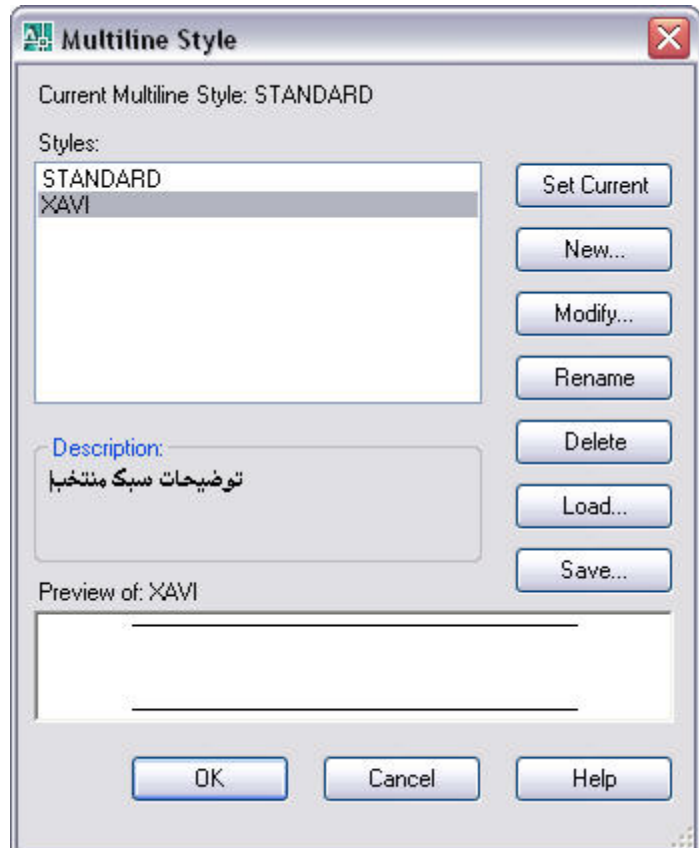 Multiline Style
Current Multiline Style: STANDARD
Styles:
STANDARD
XAVI
Set Current
New...
Modify...
Rename
Delete
Load...
Save...
Description:
توضیحات سبک منتخب
Preview of: XAVI
OK
Cancel
Help